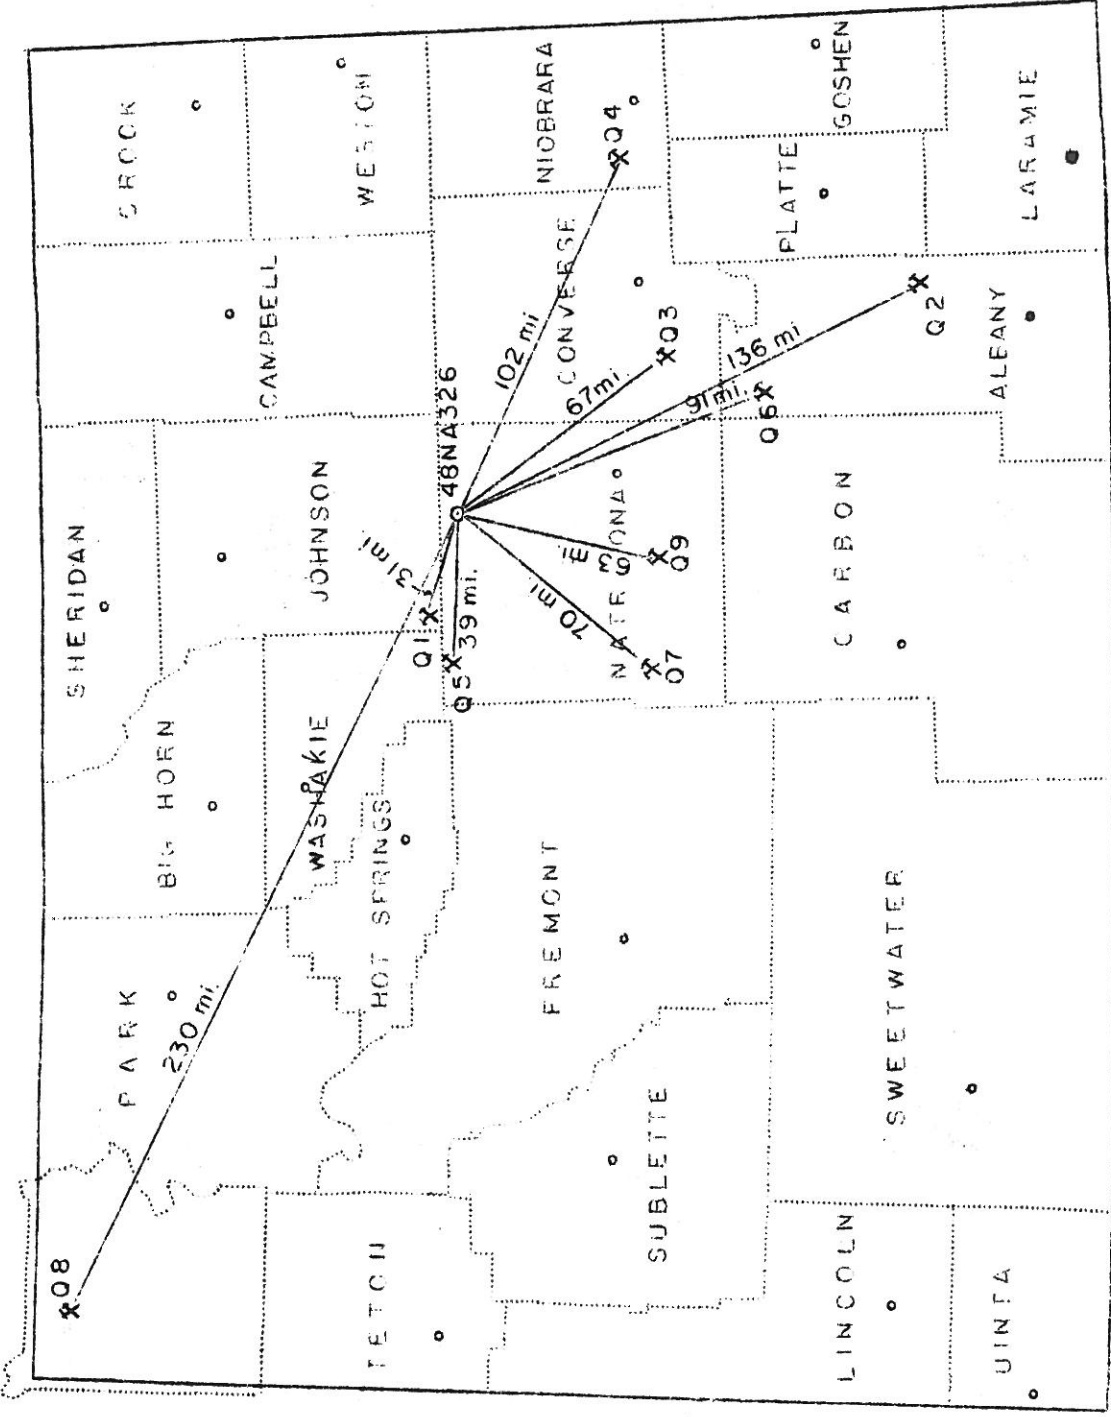 SHERIDAN
CAMPBELL
CROOK
WESTON
BIG HORN
PARK
JOHNSON
WASHAKIE
HOT SPRINGS
TETON
FREMONT
NATRONA
CONVERSE
NIOBRARA
SUBLETTE
LINCOLN
UINTA
SWEETWATER
CARBON
ALBANY
PLATTE
GOSHEN
LARAMIE
48NA326
Q8
230 mi.
Q1
31 mi.
Q5
39 mi.
Q7
70 mi.
Q9
63 mi.
Q6
91 mi.
Q2
136 mi
Q3
67 mi.
Q4
102 mi